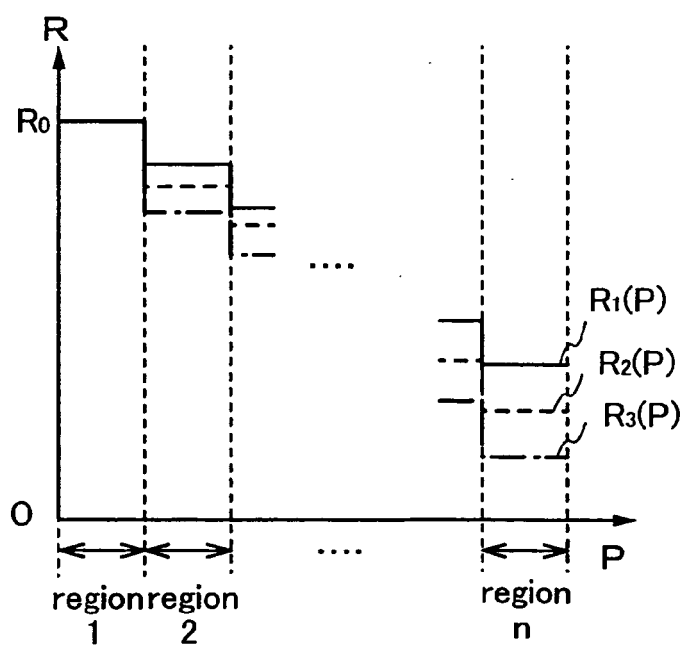 R
R0
....
R1(P)
R2(P)
R3(P)
O
P
....
region 1
region 2
region n